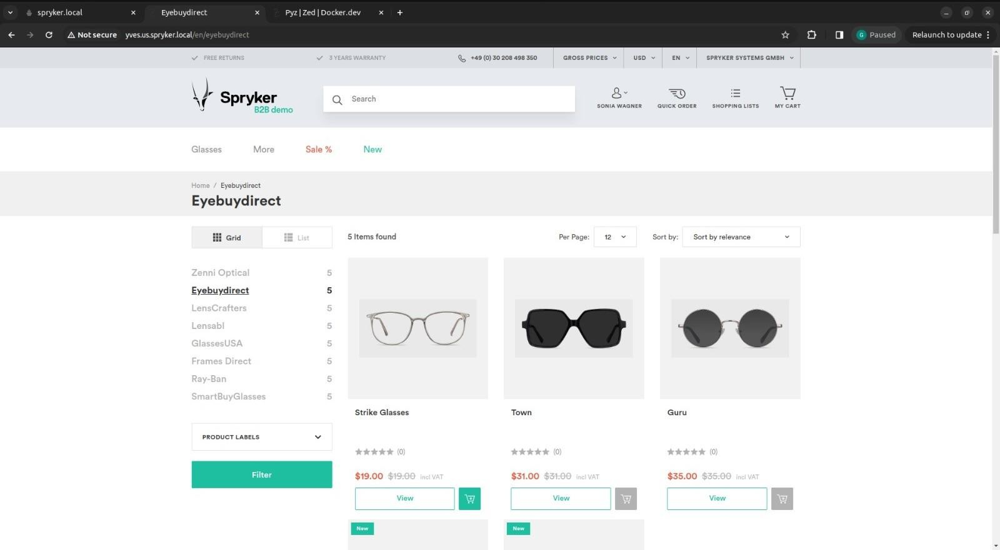 spryker.local
Eyebuydirect
Pyz | Zed | Docker.dev
Not secure
yves.us.spryker.local/en/eyebuydirect
G Paused
Relaunch to update
FREE RETURNS
3 YEARS WARRANTY
+49 (0) 30 208 498 350
GROSS PRICES
USD
EN
SPRYKER SYSTEMS GMBH
Spryker
B2B demo
Search
SONIA WAGNER
QUICK ORDER
SHOPPING LISTS
MY CART
Glasses
More
Sale %
New
Home / Eyebuydirect
Eyebuydirect
Grid
List
5 Items found
Per Page: 12
Sort by: Sort by relevance
Zenni Optical 5
Eyebuydirect 5
LensCrafters 5
Lensabl 5
GlassesUSA 5
Frames Direct 5
Ray-Ban 5
SmartBuyGlasses 5
PRODUCT LABELS
Filter
Strike Glasses
(0)
$19.00 $19.00 incl VAT
View
Town
(0)
$31.00 $31.00 incl VAT
View
Guru
(0)
$35.00 $35.00 incl VAT
View
New
New